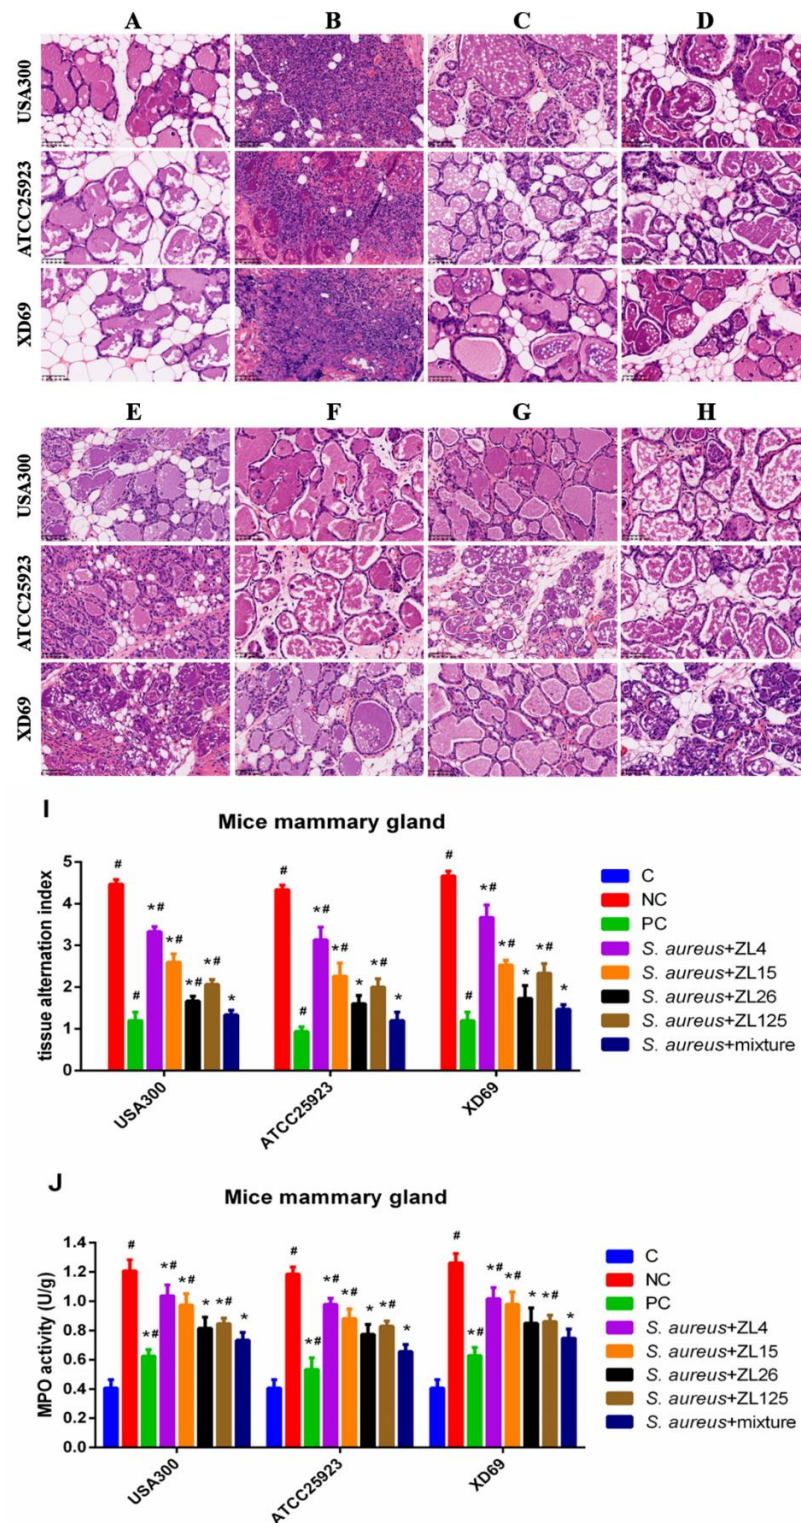 A B C D
USA300
ATCC25923
XD69
E F G H
USA300
ATCC25923
XD69
I
Mice mammary gland
tissue alternation index
5
4
3
2
1
0
# # * # * # * # * # *
# # * # * # * * # *
# # * # * # * * # *
USA300 ATCC25923 XD69
C
NC
PC
S. aureus+ZL4
S. aureus+ZL15
S. aureus+ZL26
S. aureus+ZL125
S. aureus+mixture
J
Mice mammary gland
MPO activity (U/g)
1.4
1.2
1.0
0.8
0.6
0.4
0.2
0.0
# * # * # * # * * # *
# * # * # * # * * # *
# * # * # * # * * # *
USA300 ATCC25923 XD69
C
NC
PC
S. aureus+ZL4
S. aureus+ZL15
S. aureus+ZL26
S. aureus+ZL125
S. aureus+mixture